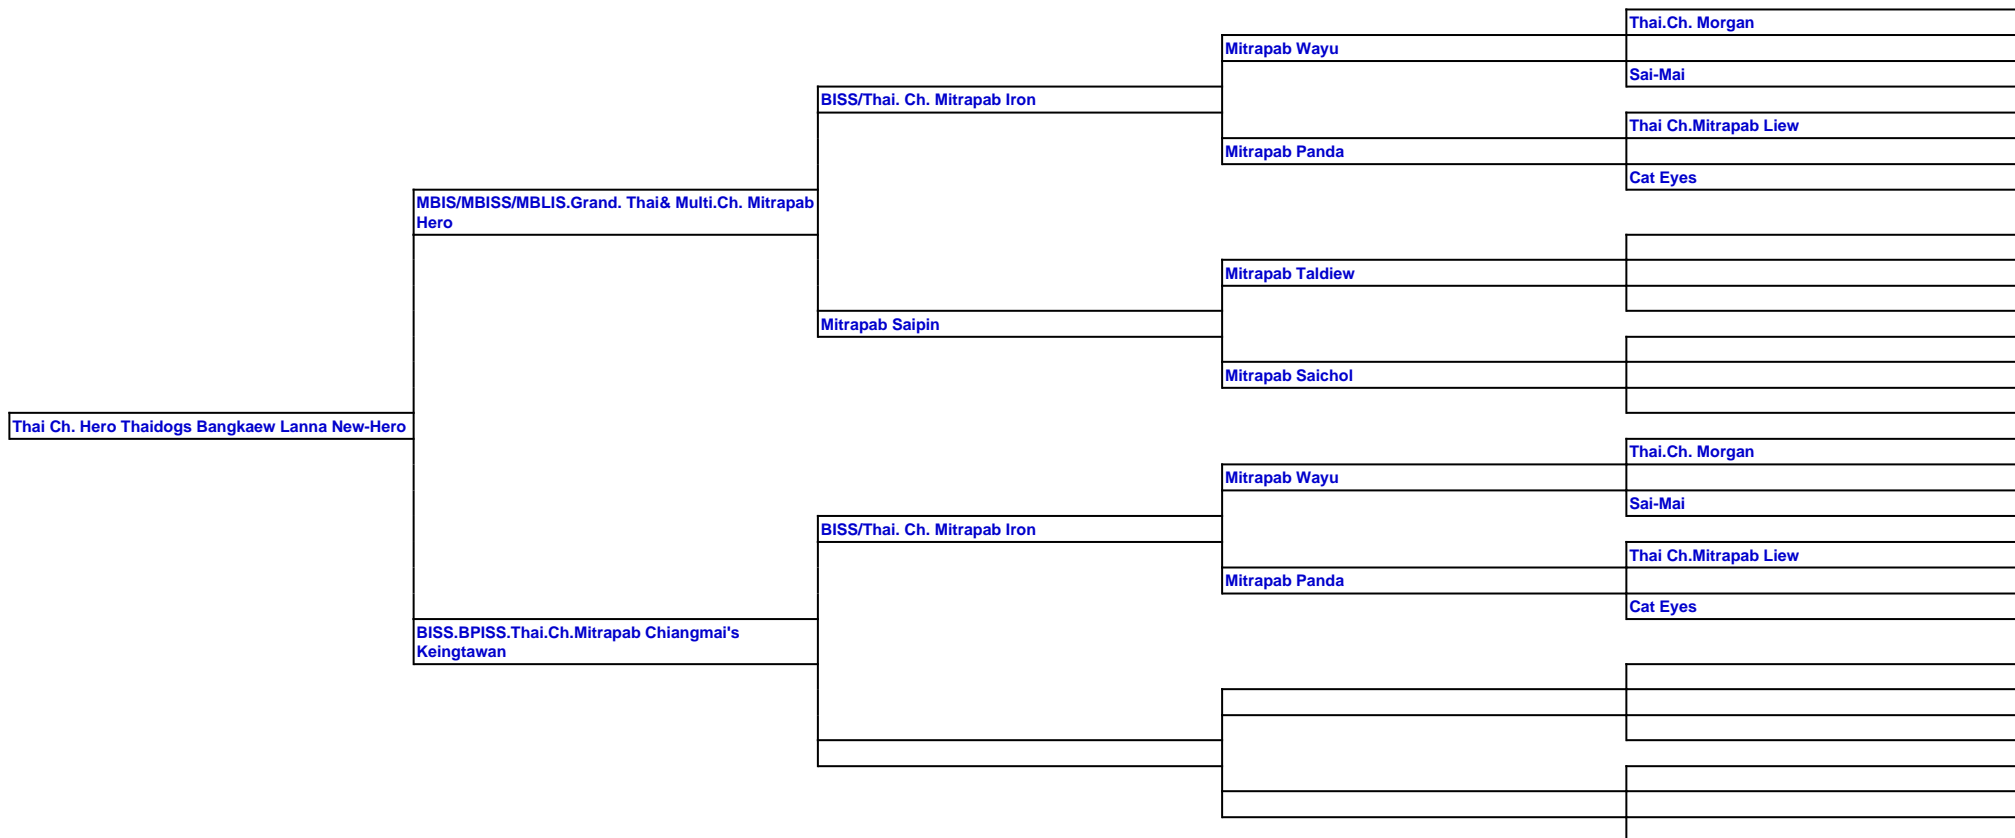 Thai.Ch. Morgan
Mitrapab Wayu
Sai-Mai
BISS/Thai. Ch. Mitrapab Iron
Thai Ch.Mitrapab Liew
Mitrapab Panda
Cat Eyes
MBIS/MBISS/MBLIS.Grand. Thai& Multi.Ch. Mitrapab
Hero
Mitrapab Taldiew
Mitrapab Saipin
Mitrapab Saichol
Thai Ch. Hero Thaidogs Bangkaew Lanna New-Hero
Thai.Ch. Morgan
Mitrapab Wayu
Sai-Mai
BISS/Thai. Ch. Mitrapab Iron
Thai Ch.Mitrapab Liew
Mitrapab Panda
Cat Eyes
BISS.BPISS.Thai.Ch.Mitrapab Chiangmai's
Keingtawan